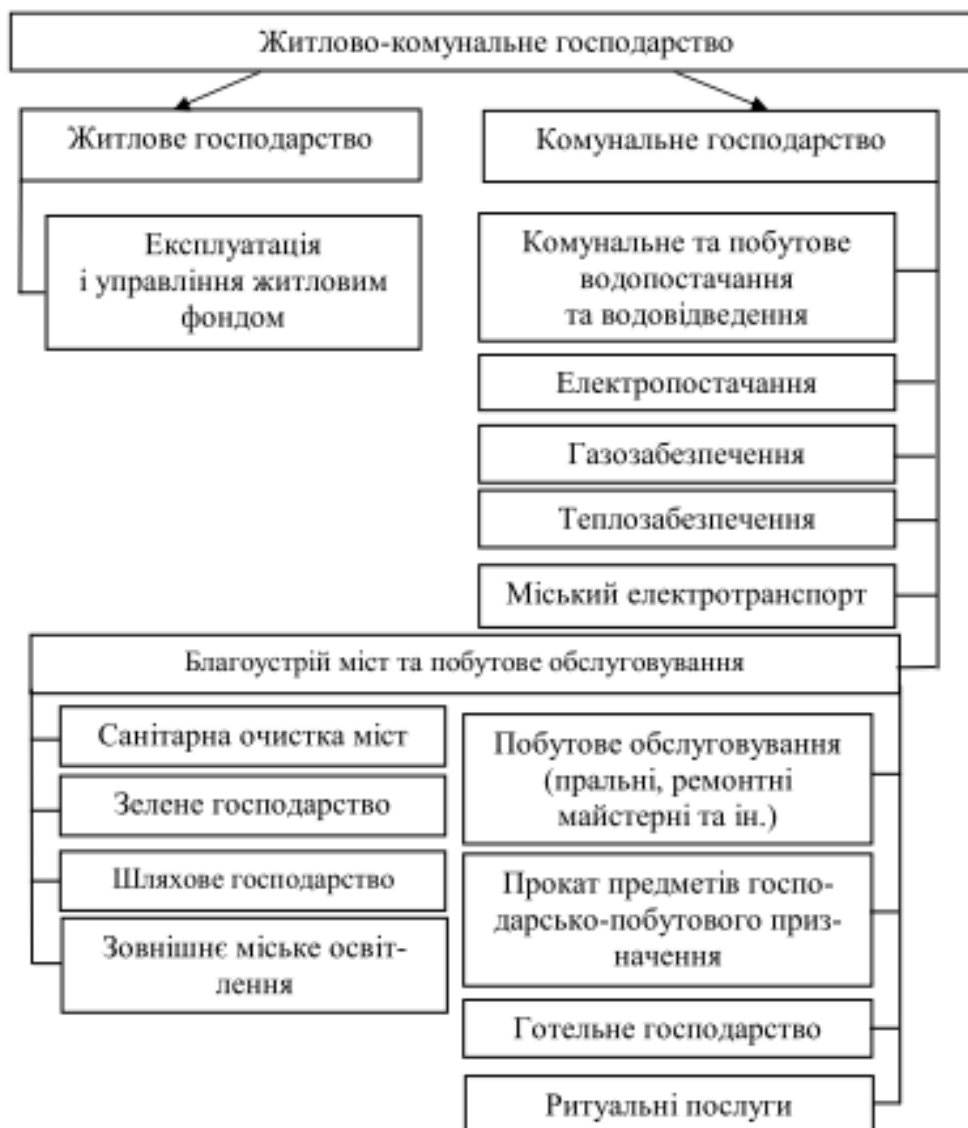 Житлово-комунальне господарство
Житлове господарство
Експлуатація
і управління житловим
фондом
Комунальне господарство
Комунальне та побутове
водопостачання
та водовідведення
Електропостачання
Газозабезпечення
Теплозабезпечення
Міський електротранспорт
Благоустрій міст та побутове обслуговування
Санітарна очистка міст
Зелене господарство
Шляхове господарство
Зовнішнє міське освіт-
лення
Побутове обслуговування
(пральні, ремонтні
майстерні та ін.)
Прокат предметів госпо-
дарсько-побутового приз-
начення
Готельне господарство
Ритуальні послуги